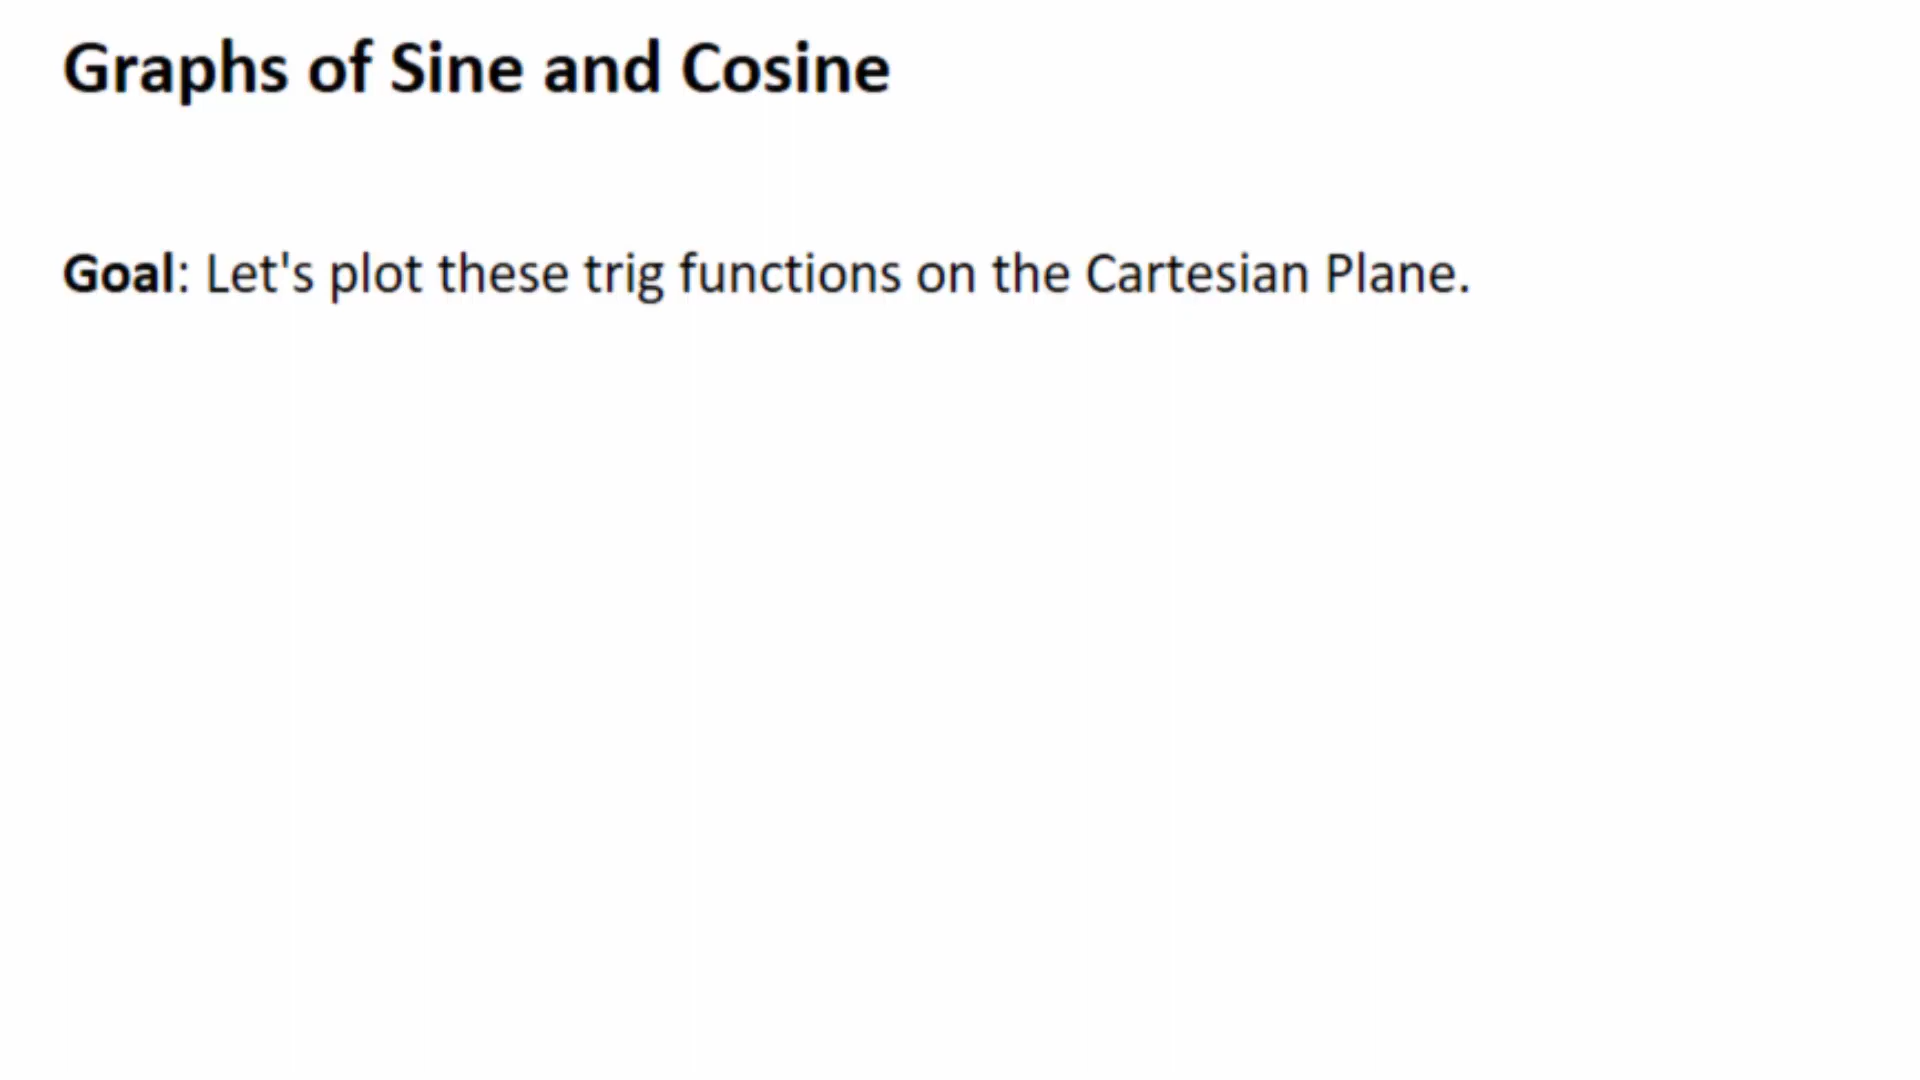 Graphs of Sine and Cosine
Goal: Let's plot these trig functions on the Cartesian Plane.